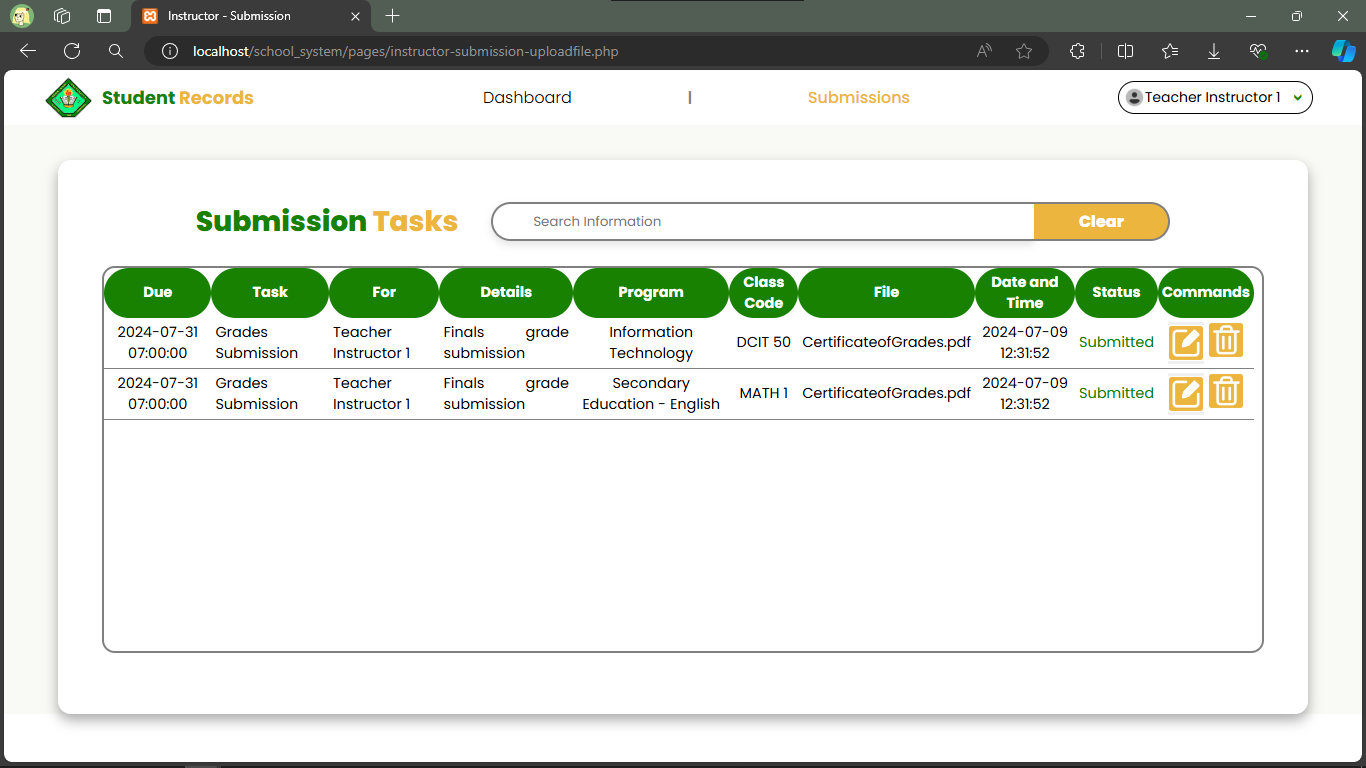 Instructor - Submission
localhost/school_system/pages/instructor-submission-uploadfile.php
Student Records
Dashboard
|
Submissions
Teacher Instructor 1
Submission Tasks
Search Information
Clear
Due
Task
For
Details
Program
Class
Code
File
Date and
Time
Status
Commands
2024-07-31
07:00:00
Grades
Submission
Teacher
Instructor 1
Finals grade
submission
Information
Technology
DCIT 50
CertificateofGrades.pdf
2024-07-09
12:31:52
Submitted
2024-07-31
07:00:00
Grades
Submission
Teacher
Instructor 1
Finals grade
submission
Secondary
Education - English
MATH 1
CertificateofGrades.pdf
2024-07-09
12:31:52
Submitted